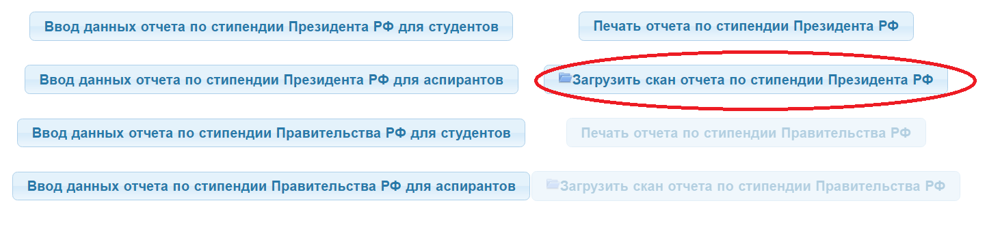 Ввод данных отчета по стипендии Президента РФ для студентов
Печать отчета по стипендии Президента РФ
Ввод данных отчета по стипендии Президента РФ для аспирантов
Загрузить скан отчета по стипендии Президента РФ
Ввод данных отчета по стипендии Правительства РФ для студентов
Печать отчета по стипендии Правительства РФ
Ввод данных отчета по стипендии Правительства РФ для аспирантов
Загрузить скан отчета по стипендии Правительства РФ